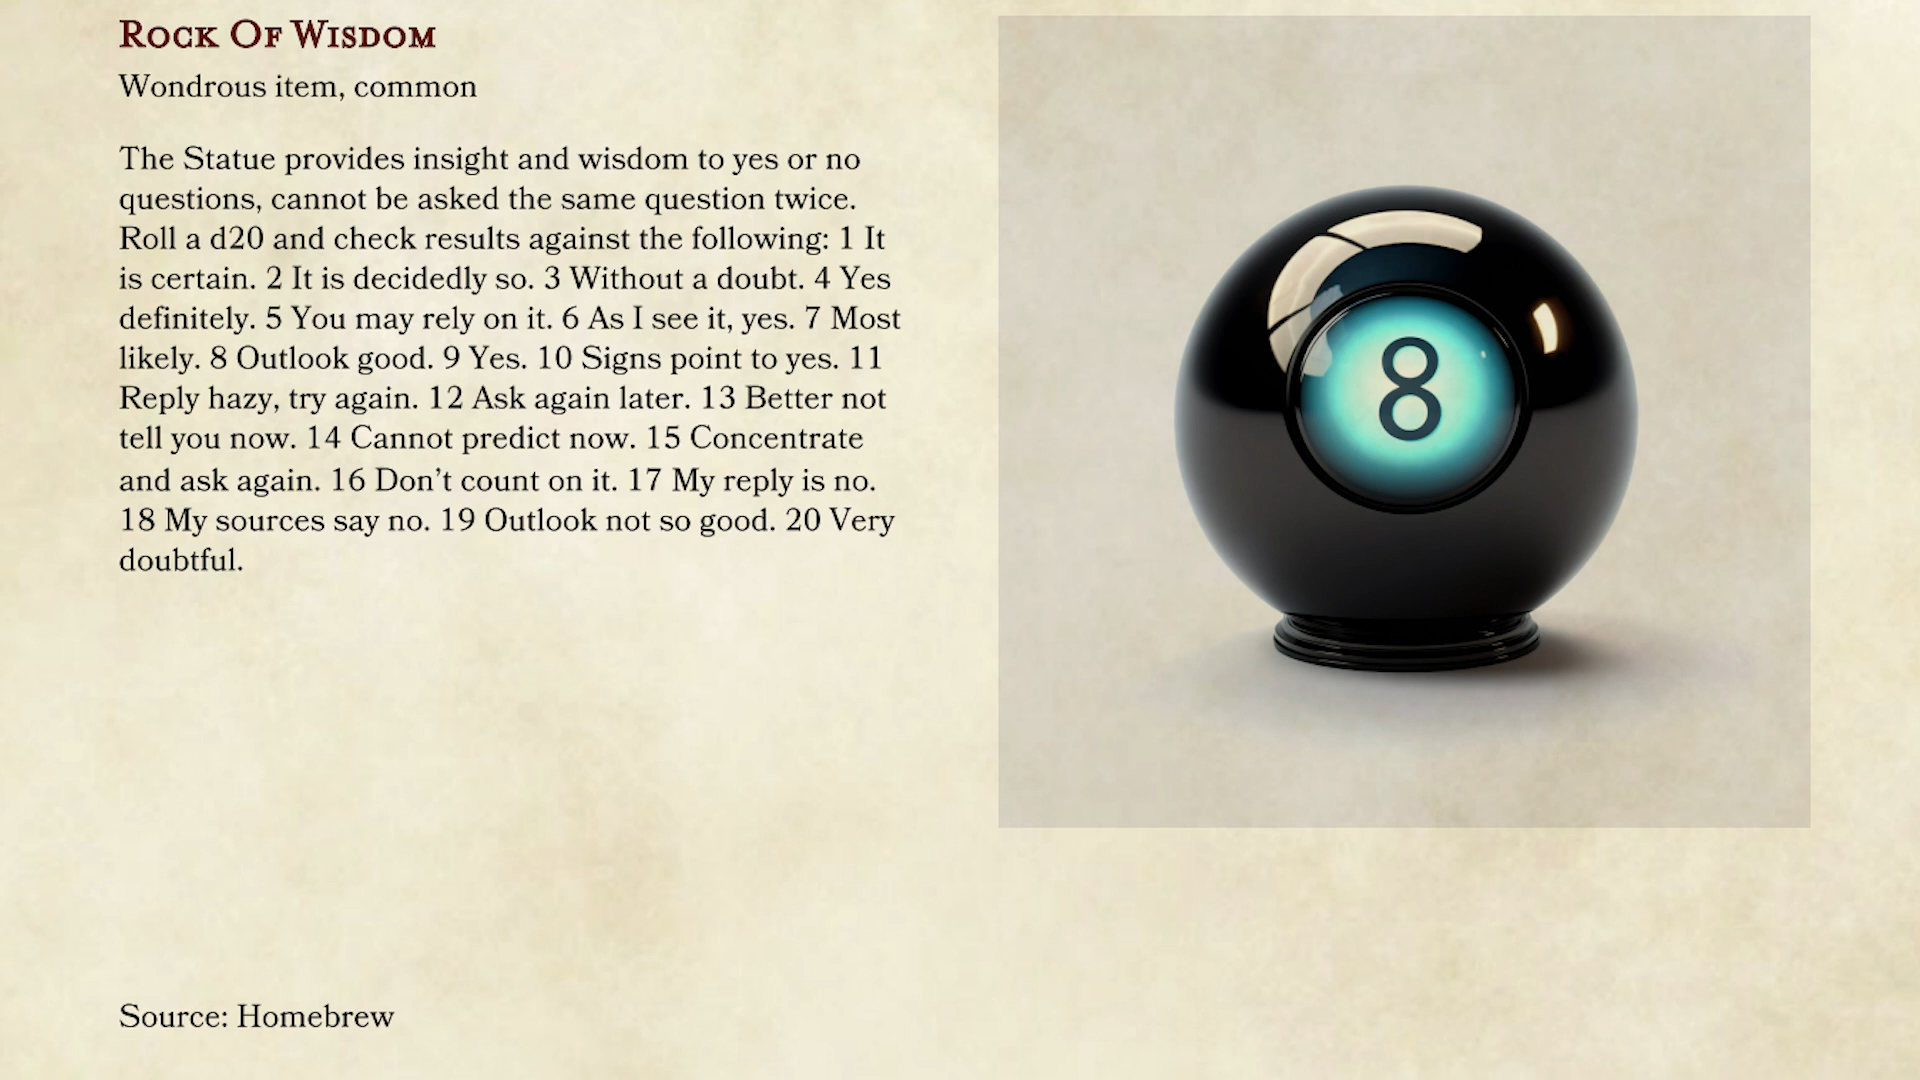 Rock Of Wisdom
Wondrous item, common
The Statue provides insight and wisdom to yes or no
questions, cannot be asked the same question twice.
Roll a d20 and check results against the following: 1 It
is certain. 2 It is decidedly so. 3 Without a doubt. 4 Yes
definitely. 5 You may rely on it. 6 As I see it, yes. 7 Most
likely. 8 Outlook good. 9 Yes. 10 Signs point to yes. 11
Reply hazy, try again. 12 Ask again later. 13 Better not
tell you now. 14 Cannot predict now. 15 Concentrate
and ask again. 16 Don’t count on it. 17 My reply is no.
18 My sources say no. 19 Outlook not so good. 20 Very
doubtful.
8
Source: Homebrew